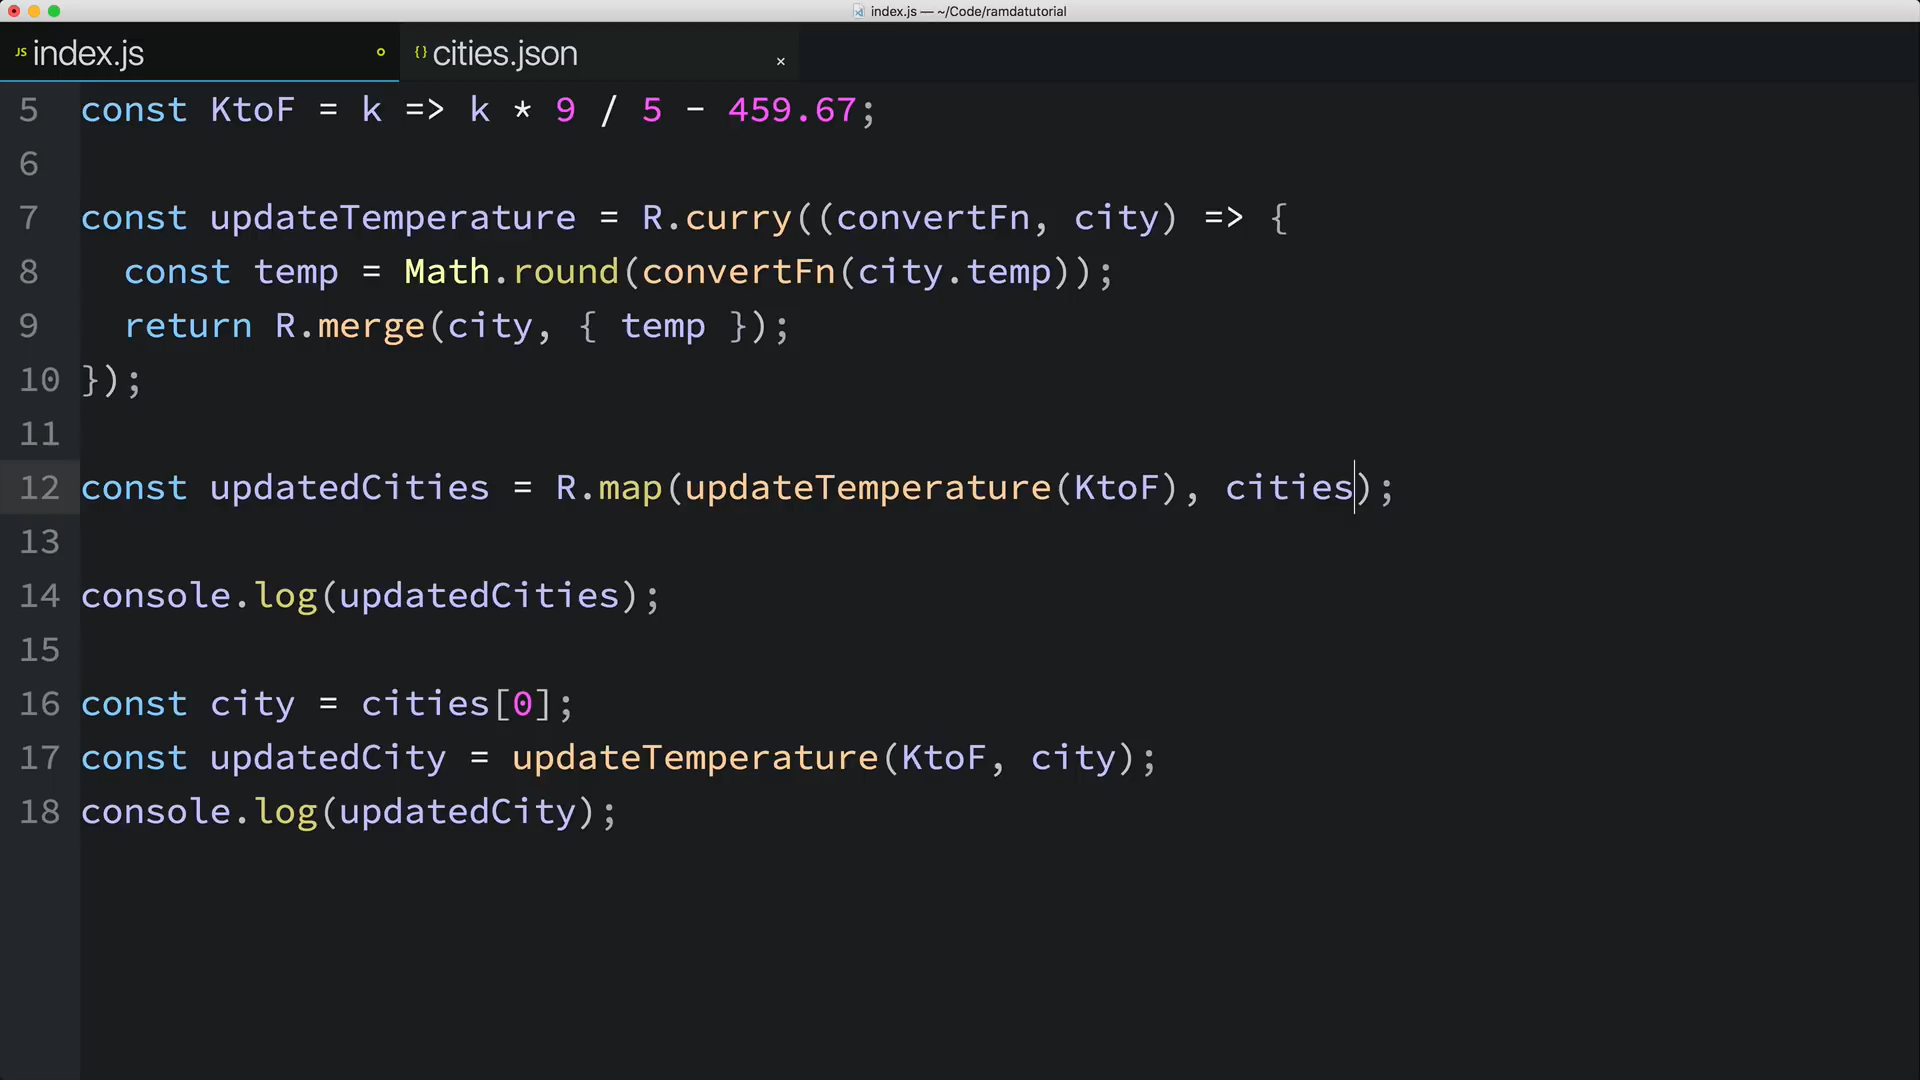 index.js — ~/Code/ramdatutorial
JS index.js
{} cities.json ×
5 const KtoF = k => k * 9 / 5 - 459.67;
6
7 const updateTemperature = R.curry((convertFn, city) => {
8   const temp = Math.round(convertFn(city.temp));
9   return R.merge(city, { temp });
10 });
11
12 const updatedCities = R.map(updateTemperature(KtoF), cities);
13
14 console.log(updatedCities);
15
16 const city = cities[0];
17 const updatedCity = updateTemperature(KtoF, city);
18 console.log(updatedCity);